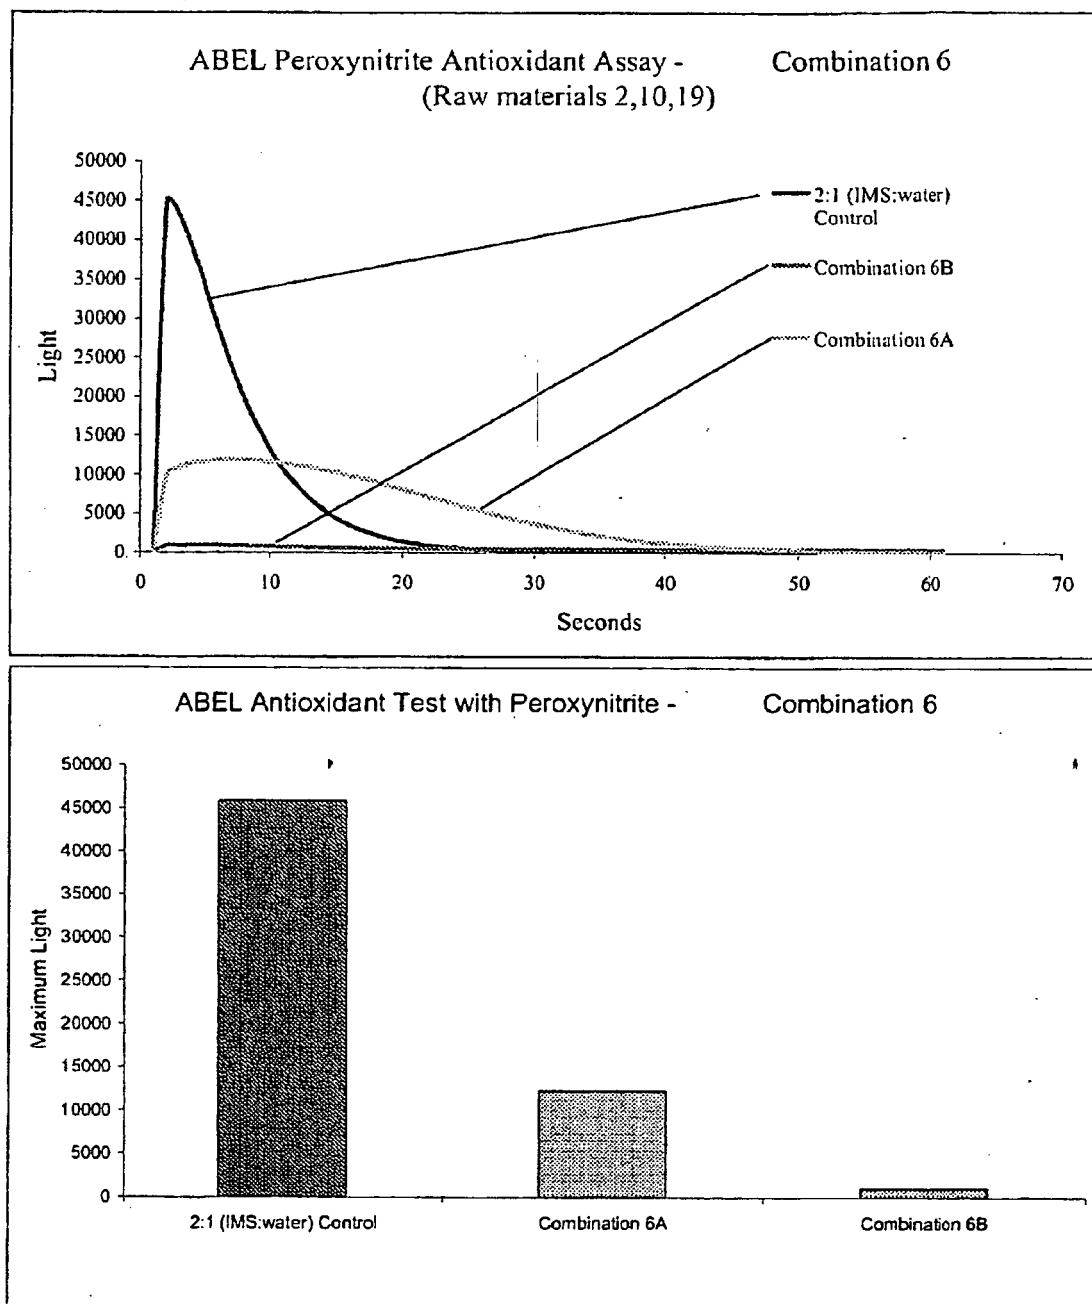 ABEL Peroxynitrite Antioxidant Assay - Combination 6
(Raw materials 2,10,19)
50000
45000
40000
35000
30000
25000
20000
15000
10000
5000
0
Light
2:1 (IMS:water)
Control
Combination 6B
Combination 6A
0 10 20 30 40 50 60 70
Seconds
ABEL Antioxidant Test with Peroxynitrite - Combination 6
50000
45000
40000
35000
30000
25000
20000
15000
10000
5000
0
Maximum Light
2:1 (IMS:water) Control Combination 6A Combination 6B